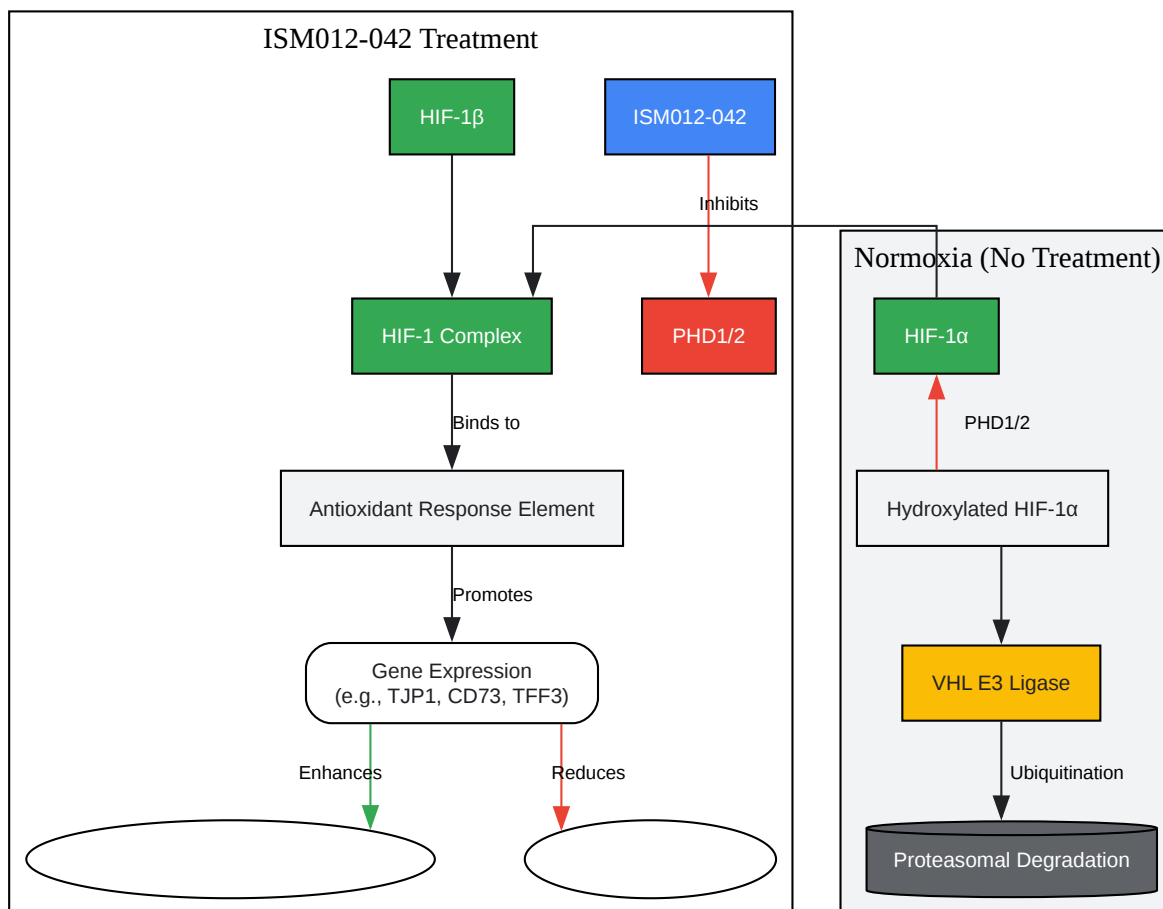 ISM012-042 Treatment
HIF-1β
ISM012-042
Inhibits
HIF-1 Complex
PHD1/2
Binds to
Antioxidant Response Element
Promotes
Gene Expression
(e.g., TJP1, CD73, TFF3)
Enhances
Reduces
Normoxia (No Treatment)
HIF-1α
PHD1/2
Hydroxylated HIF-1α
VHL E3 Ligase
Ubiquitination
Proteasomal Degradation